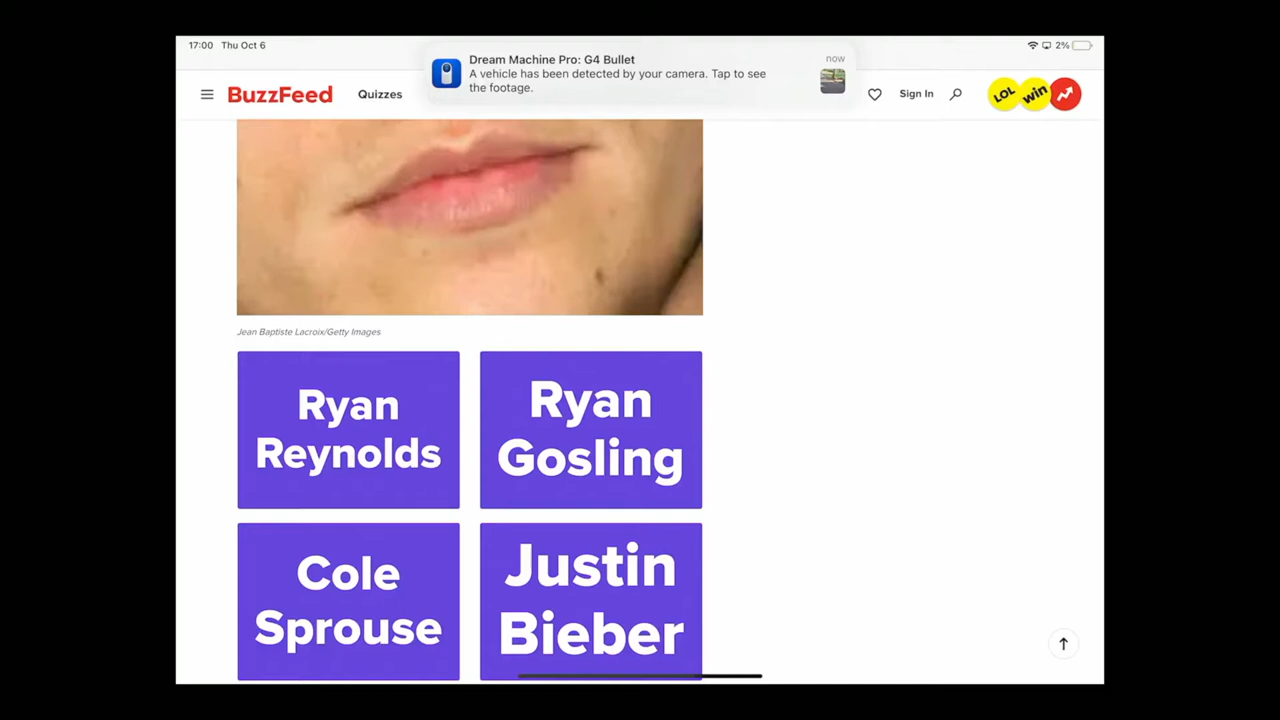 17:00 Thu Oct 6
2%
Dream Machine Pro: G4 Bullet
now
A vehicle has been detected by your camera. Tap to see
the footage.
BuzzFeed
Quizzes
Sign In
LOL
win
Jean Baptiste Lacroix/Getty Images
Ryan
Reynolds
Ryan
Gosling
Cole
Sprouse
Justin
Bieber